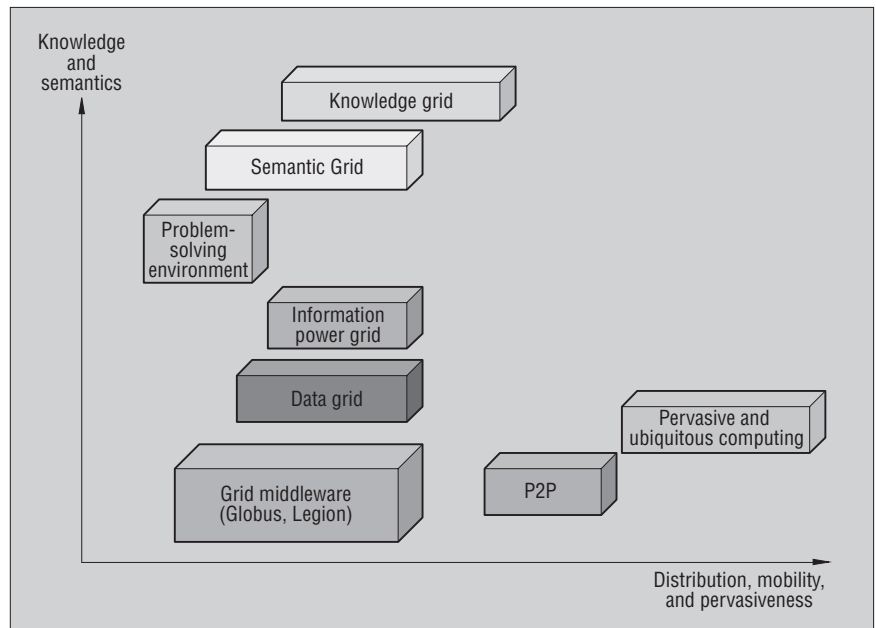 Knowledge
and
semantics
Knowledge grid
Semantic Grid
Problem-
solving
environment
Information
power grid
Data grid
Pervasive and
ubiquitous computing
Grid middleware
(Globus, Legion)
P2P
Distribution, mobility,
and pervasiveness